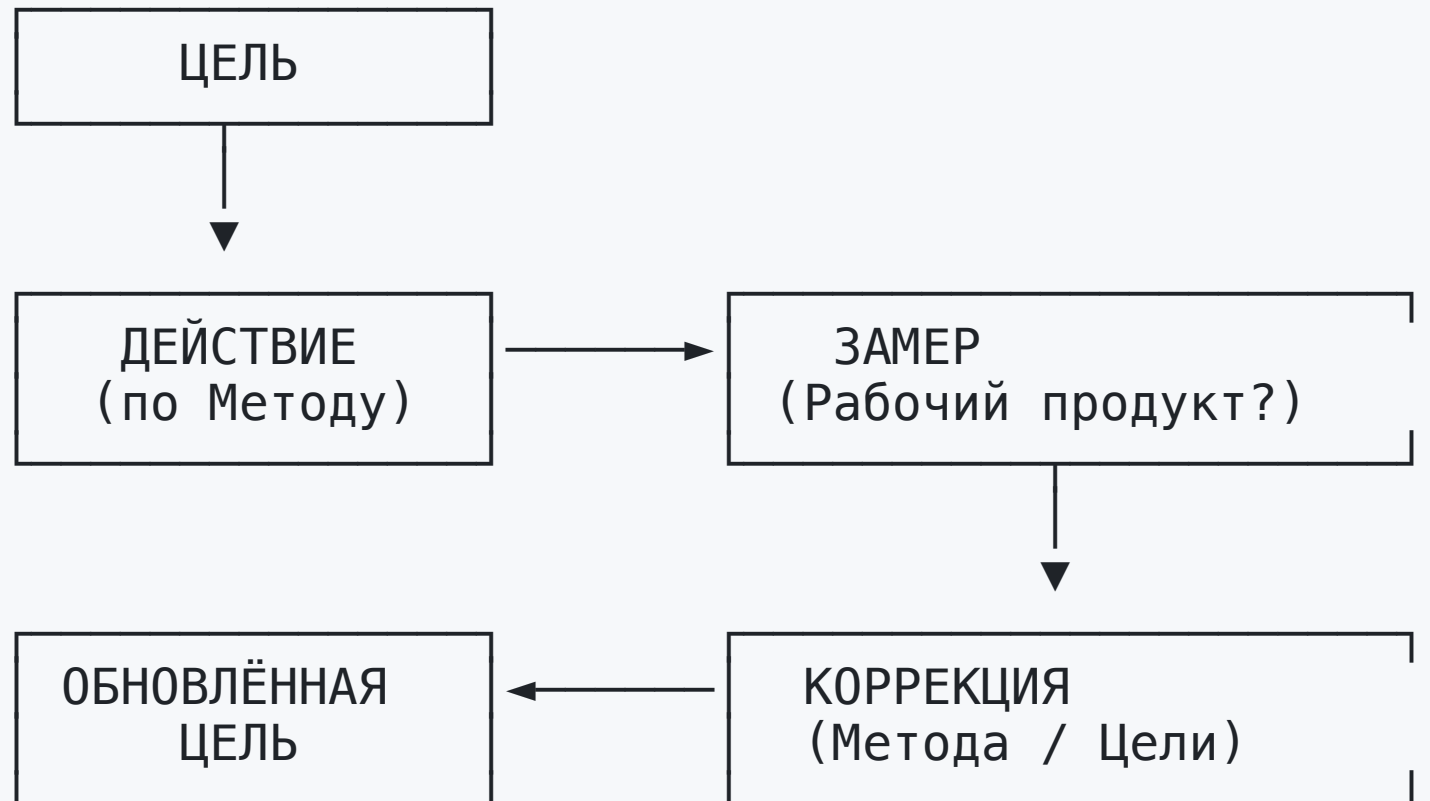 ЦЕЛЬ
ДЕЙСТВИЕ
(по Методу)
ЗАМЕР
(Рабочий продукт?)
КОРРЕКЦИЯ
(Метода / Цели)
ОБНОВЛЁННАЯ
ЦЕЛЬ